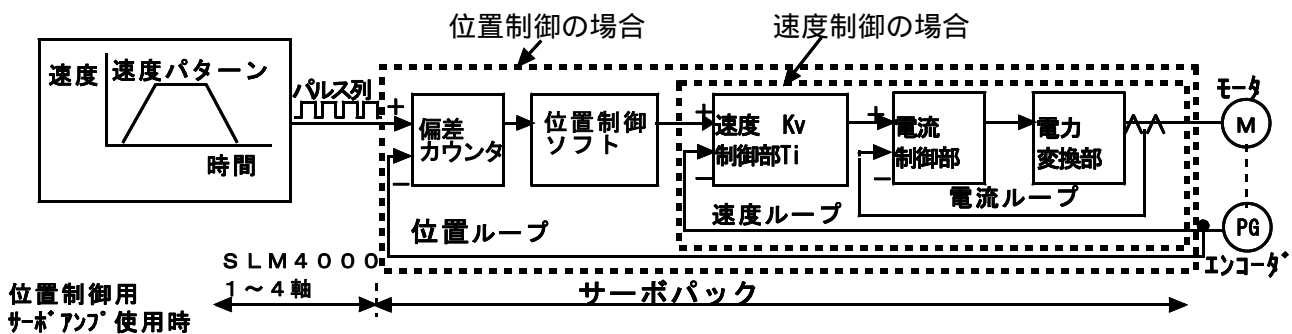 位置制御の場合
速度制御の場合
速度
速度パターン
時間
パルス列
+
−
偏差
カウンタ
位置制御
ソフト
+
−
速度 Kv
制御部Ti
+
−
電流
制御部
電力
変換部
モータ
M
電流ループ
速度ループ
位置ループ
PG
エンコーダ
SLM4000
1~4軸
サーボパック
位置制御用
サーボアンプ使用時